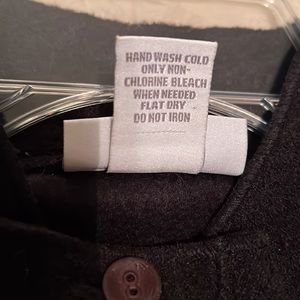 HAND WASH COLD
ONLY NON-
CHLORINE BLEACH
WHEN NEEDED
FLAT DRY
DO NOT IRON